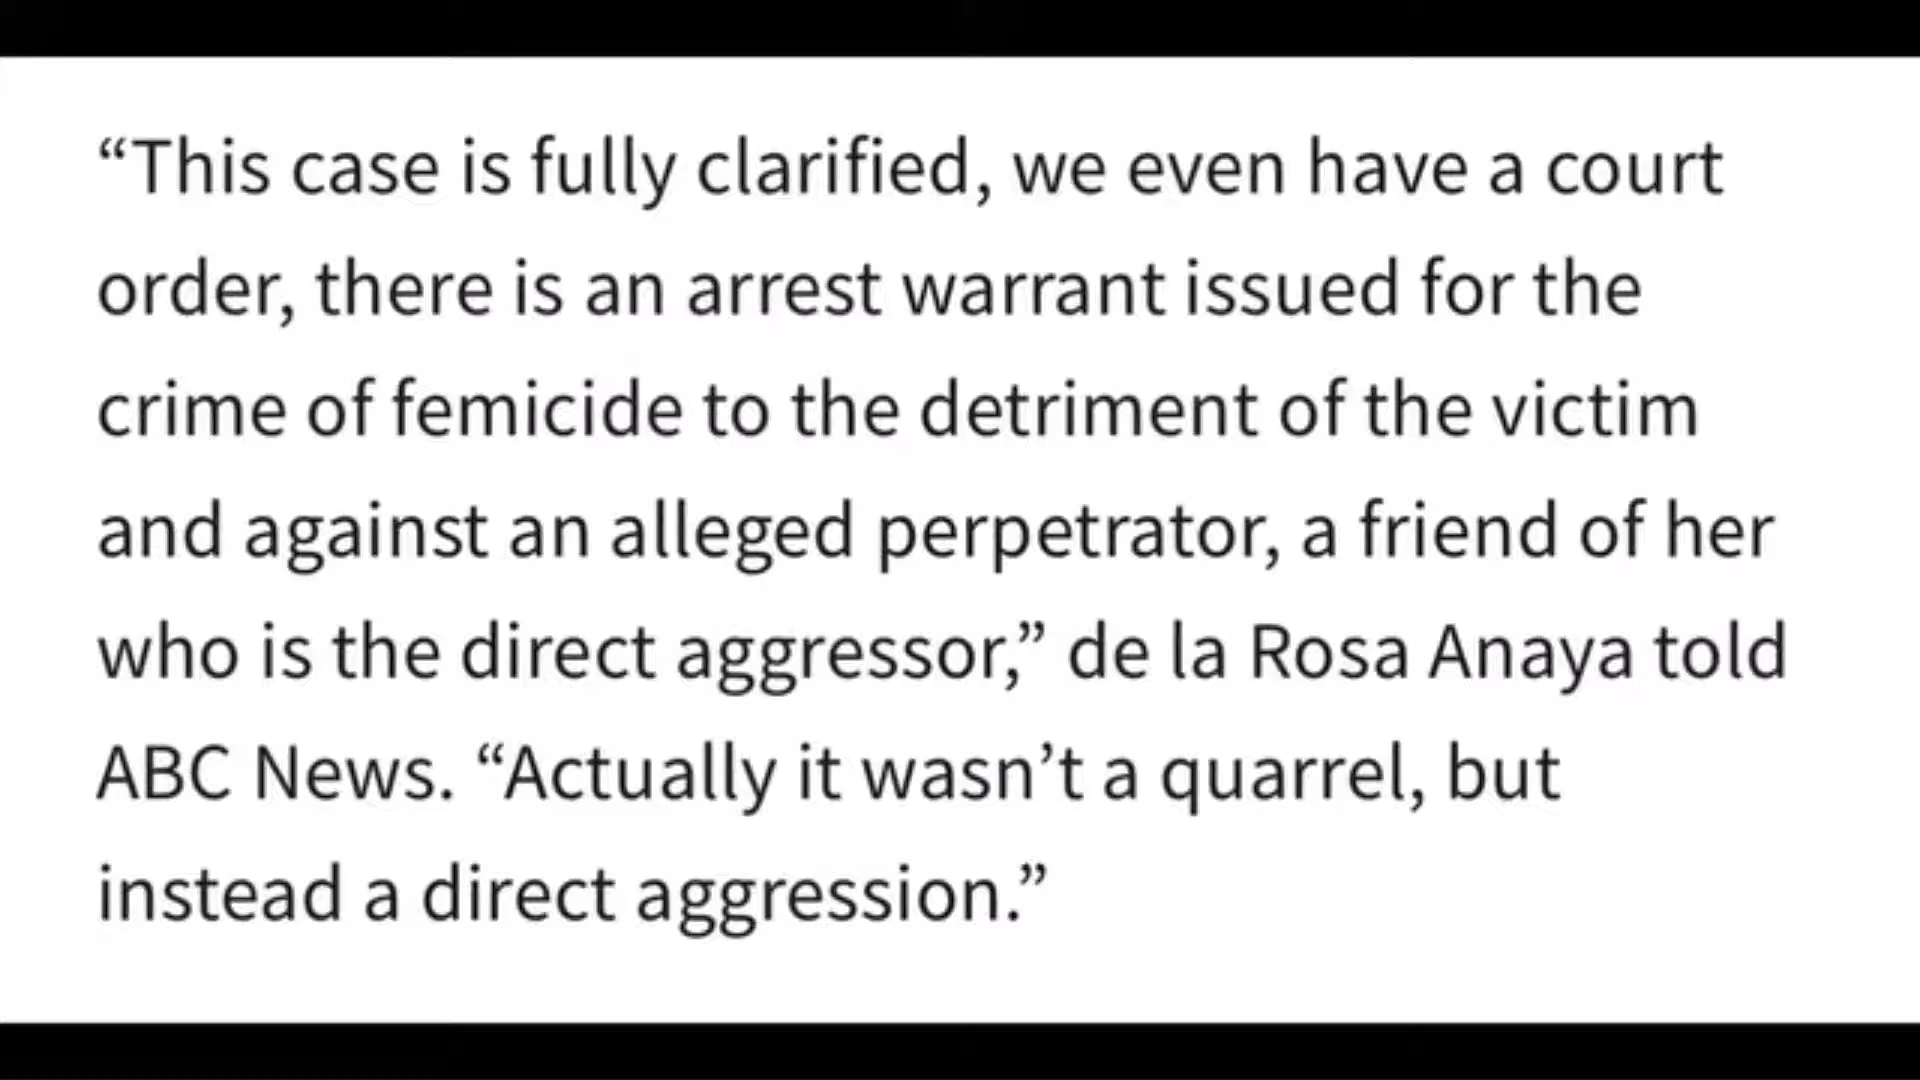 “This case is fully clarified, we even have a court
order, there is an arrest warrant issued for the
crime of femicide to the detriment of the victim
and against an alleged perpetrator, a friend of her
who is the direct aggressor,” de la Rosa Anaya told
ABC News. “Actually it wasn’t a quarrel, but
instead a direct aggression.”